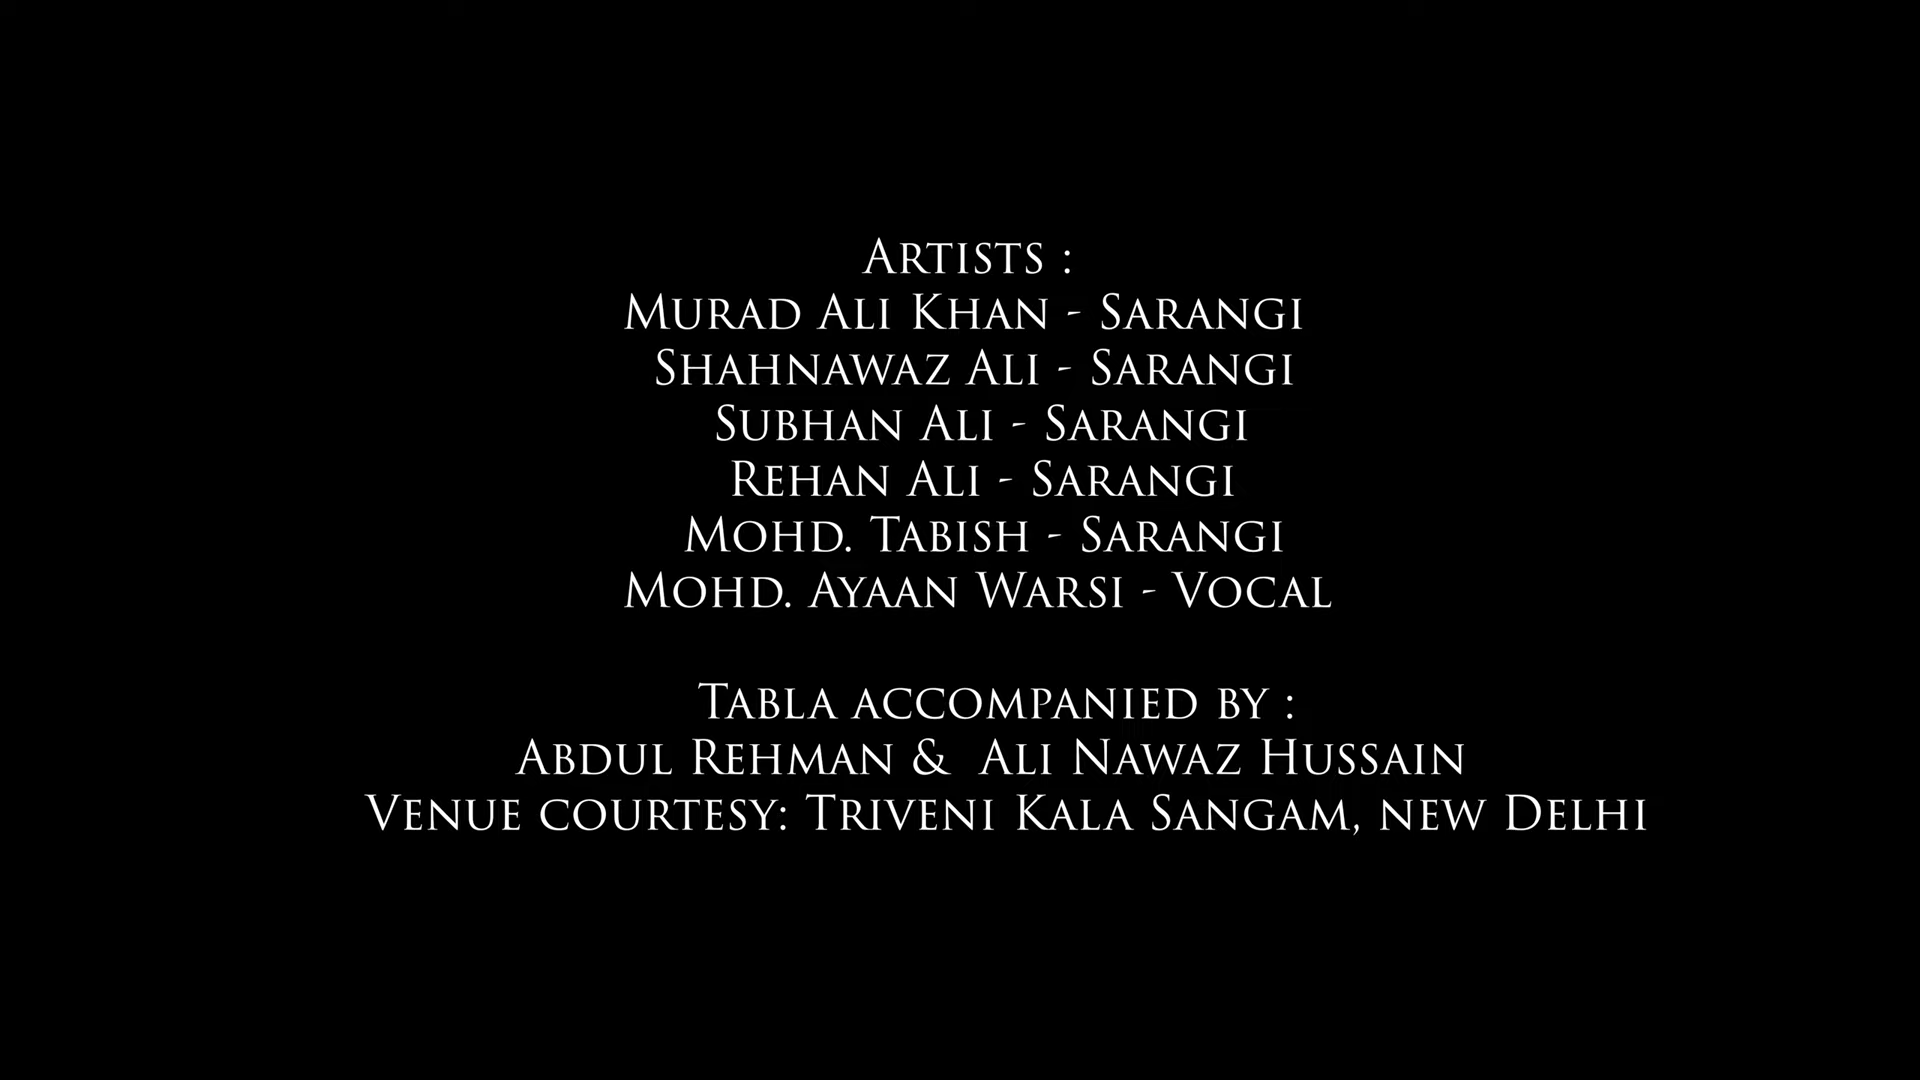 Artists :
Murad Ali Khan - Sarangi
Shahnawaz Ali - Sarangi
Subhan Ali - Sarangi
Rehan Ali - Sarangi
Mohd. Tabish - Sarangi
Mohd. Ayaan Warsi - Vocal
Tabla accompanied by :
Abdul Rehman & Ali Nawaz Hussain
Venue courtesy: Triveni Kala Sangam, new Delhi